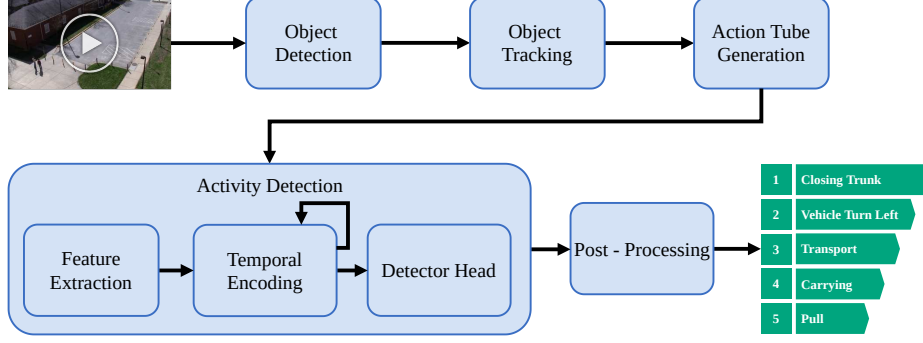 Object
Detection
Object
Tracking
Action Tube
Generation
Activity Detection
Feature
Extraction
Temporal
Encoding
Detector Head
Post - Processing
1 Closing Trunk
2 Vehicle Turn Left
3 Transport
4 Carrying
5 Pull